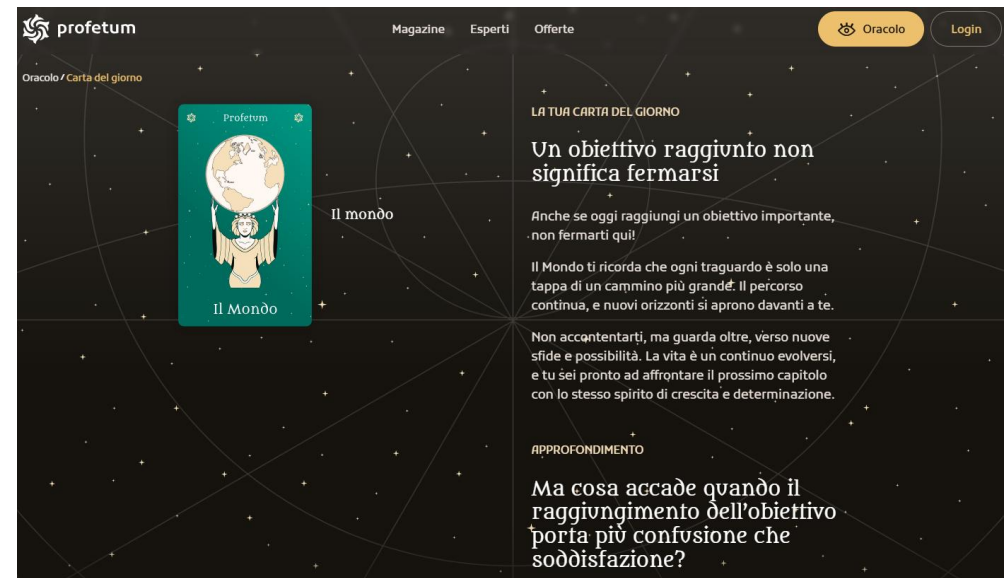 profetum
Magazine Esperti Offerte
Oracolo
Login
Oracolo / Carta del giorno
Profetum
Il mondo
Il Mondo
LA TUA CARTA DEL GIORNO
Un obiettivo raggiunto non
significa fermarsi
Anche se oggi raggiungi un obiettivo importante,
non fermarti qui!
Il Mondo ti ricorda che ogni traguardo è solo una
tappa di un cammino più grande. Il percorso
continua, e nuovi orizzonti si aprono davanti a te.
Non accontentarti, ma guarda oltre, verso nuove
sfide e possibilità. La vita è un continuo evolversi,
e tu sei pronto ad affrontare il prossimo capitolo
con lo stesso spirito di crescita e determinazione.
APPROFONDIMENTO
Ma cosa accade quando il
raggiungimento dell'obiettivo
porta più confusione che
soddisfazione?